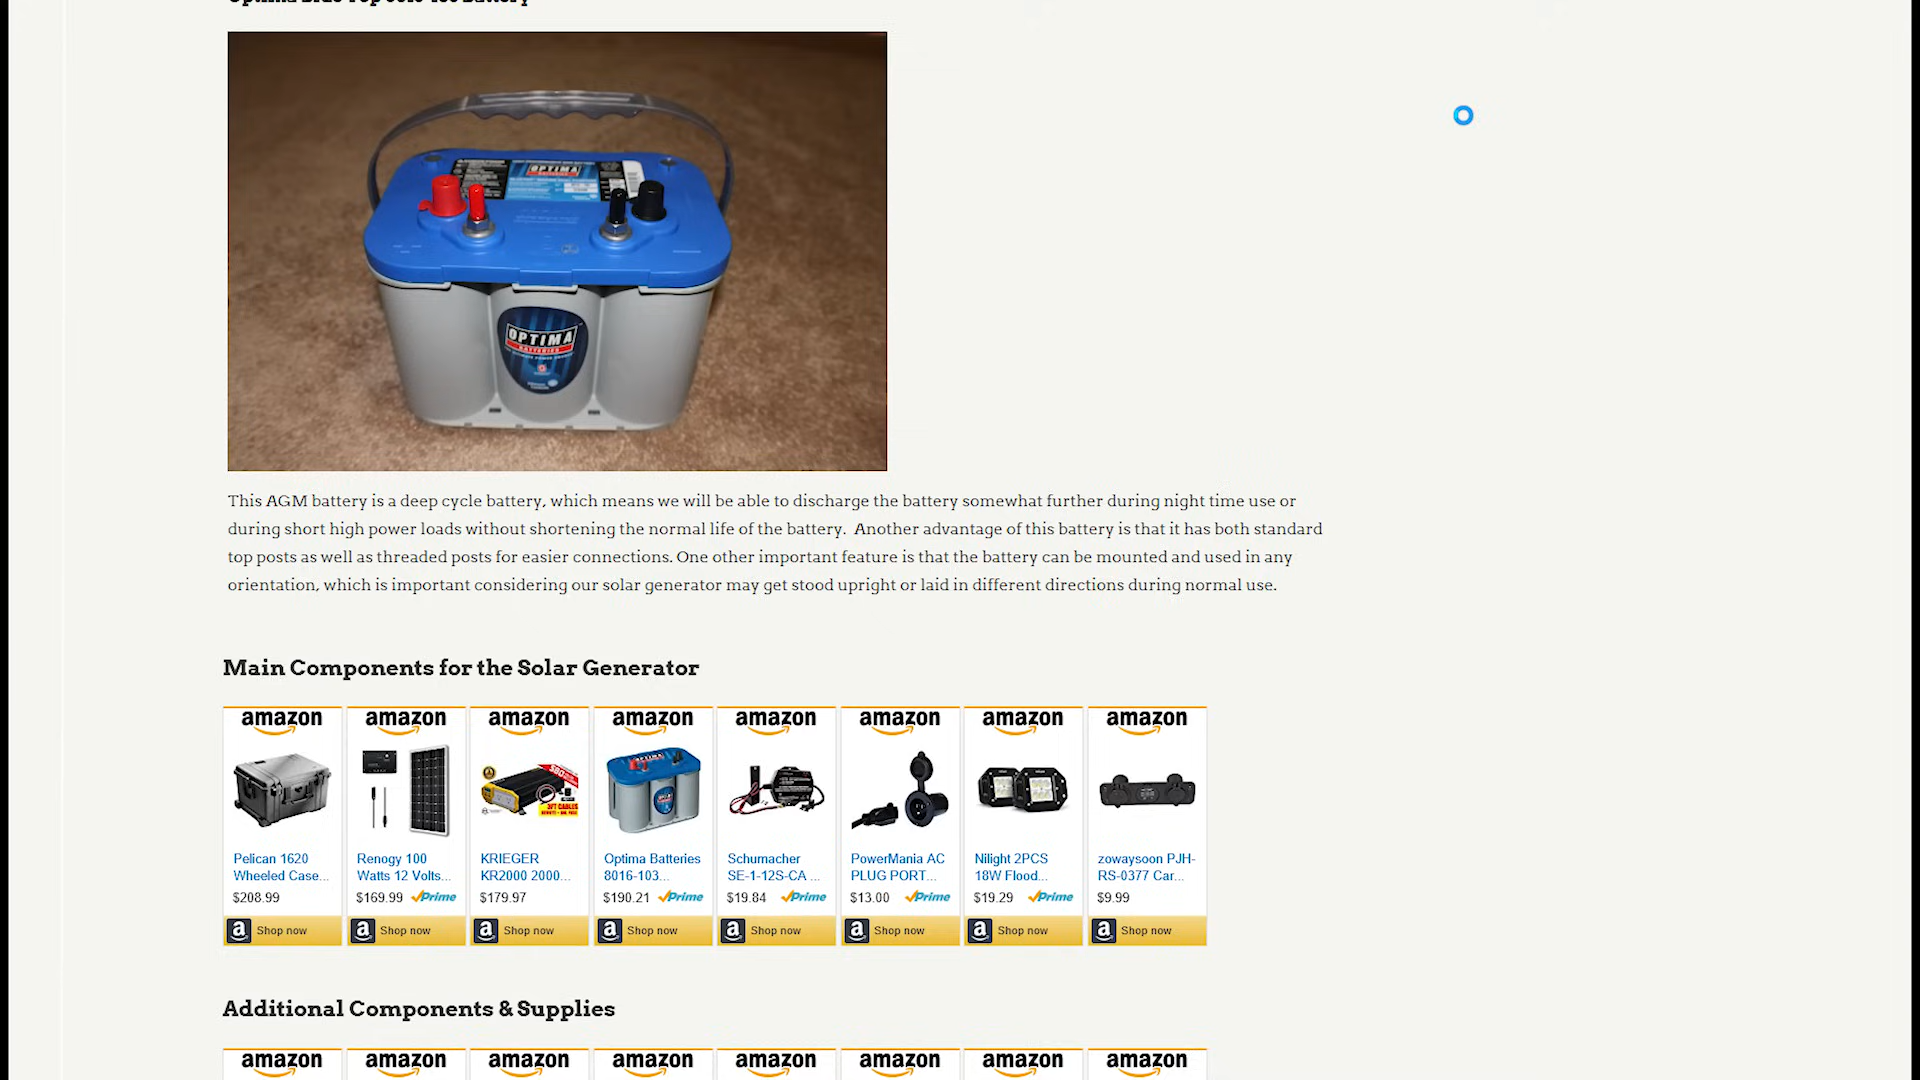 OPTIMA
BATTERIES
OPTIMA
BATTERIES
This AGM battery is a deep cycle battery, which means we will be able to discharge the battery somewhat further during night time use or
during short high power loads without shortening the normal life of the battery.  Another advantage of this battery is that it has both standard
top posts as well as threaded posts for easier connections. One other important feature is that the battery can be mounted and used in any
orientation, which is important considering our solar generator may get stood upright or laid in different directions during normal use.
Main Components for the Solar Generator
amazon amazon amazon amazon amazon amazon amazon amazon
3FT CABLES
Pelican 1620 Renogy 100 KRIEGER Optima Batteries Schumacher PowerMania AC Nilight 2PCS zowaysoon PJH-
Wheeled Case... Watts 12 Volts... KR2000 2000... 8016-103... SE-1-12S-CA ... PLUG PORT... 18W Flood... RS-0377 Car...
$208.99 $169.99 Prime $179.97 $190.21 Prime $19.84 Prime $13.00 Prime $19.29 Prime $9.99
a Shop now a Shop now a Shop now a Shop now a Shop now a Shop now a Shop now a Shop now
Additional Components & Supplies
amazon amazon amazon amazon amazon amazon amazon amazon